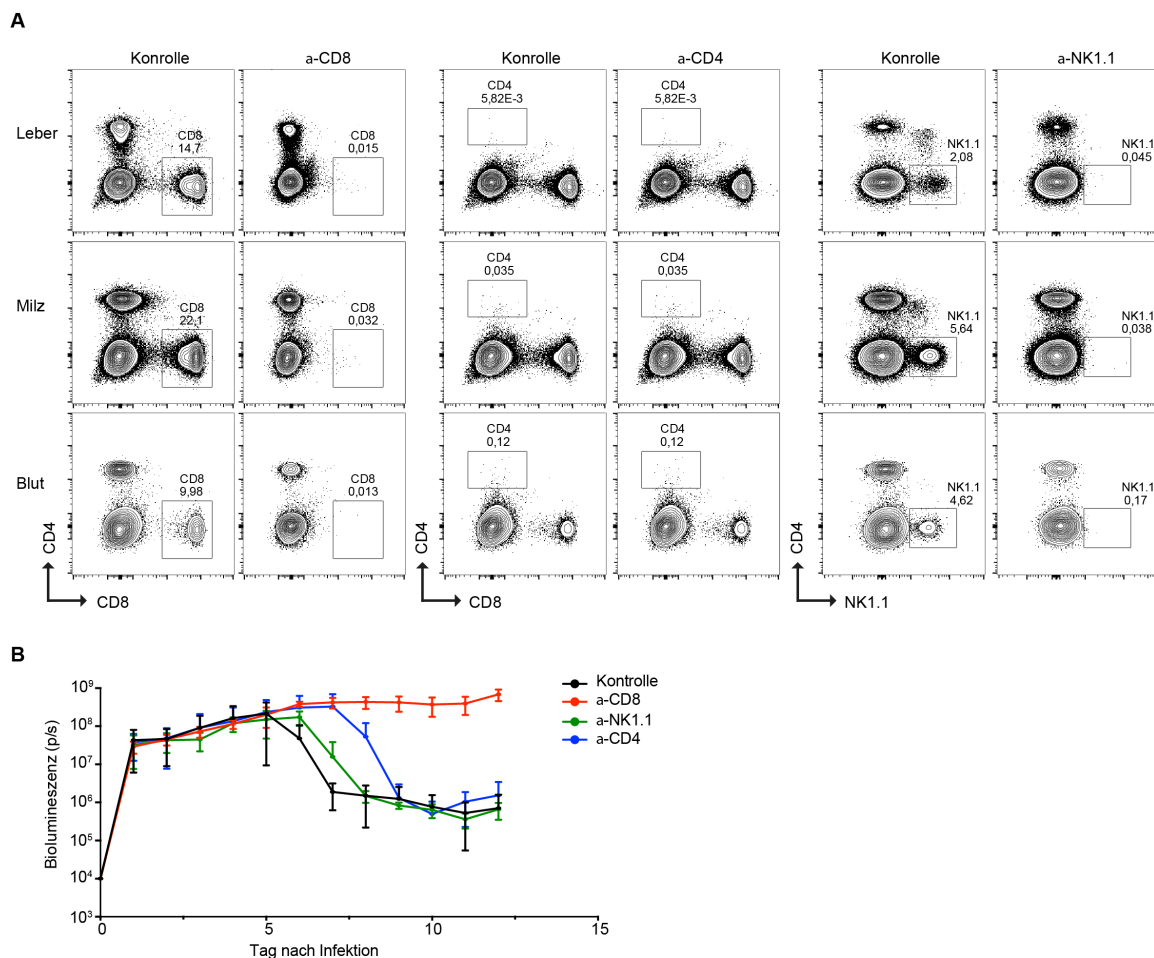 A
Konrolle a-CD8 Konrolle a-CD4 Konrolle a-NK1.1
Leber
CD8
14,7
CD8
0,015
CD4
5,82E-3
CD4
5,82E-3
NK1.1
2,08
NK1.1
0,045
Milz
CD8
22,1
CD8
0,032
CD4
0,035
CD4
0,035
NK1.1
5,64
NK1.1
0,038
Blut
CD8
9,98
CD8
0,013
CD4
0,12
CD4
0,12
NK1.1
4,62
NK1.1
0,17
CD4
CD8
CD4
CD8
CD4
NK1.1
B
Biolumineszenz (p/s)
10⁹
10⁸
10⁷
10⁶
10⁵
10⁴
10³
0 5 10 15
Tag nach Infektion
Kontrolle
a-CD8
a-NK1.1
a-CD4